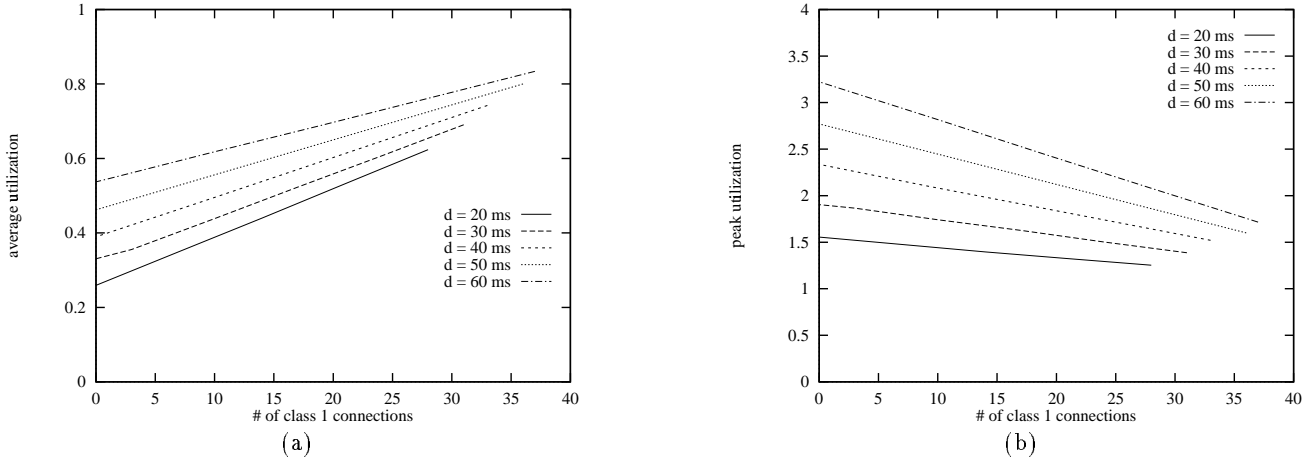 1
0.8
0.6
0.4
0.2
0
average utilization
d = 20 ms
d = 30 ms
d = 40 ms
d = 50 ms
d = 60 ms
0 5 10 15 20 25 30 35 40
# of class 1 connections
(a)
4
3.5
3
2.5
2
1.5
1
0.5
0
peak utilization
d = 20 ms
d = 30 ms
d = 40 ms
d = 50 ms
d = 60 ms
0 5 10 15 20 25 30 35 40
# of class 1 connections
(b)